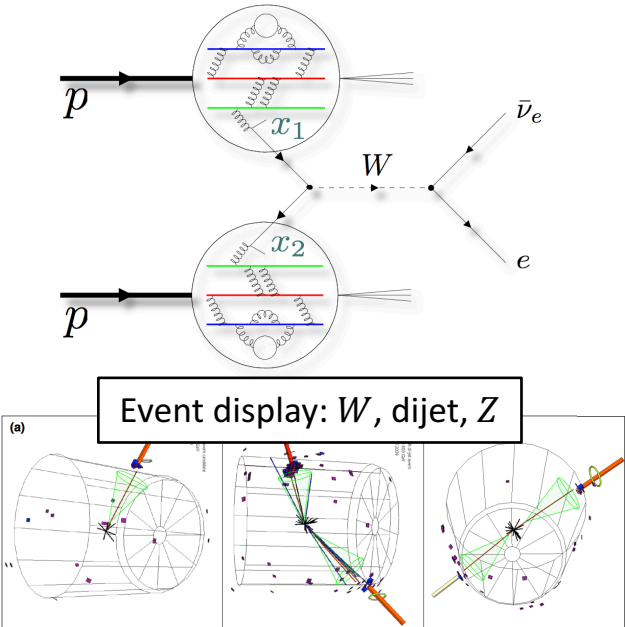 p
x₁
ν̄ₑ
W
x₂
e
p
Event display: W, dijet, Z
(a)